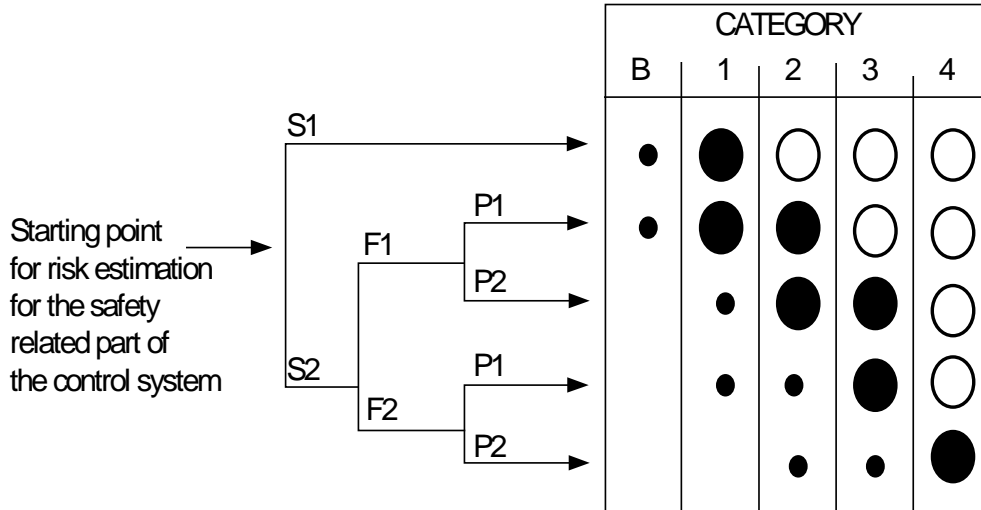 CATEGORY
B 1 2 3 4
S1
P1
Starting point
for risk estimation
F1
for the safety
P2
related part of
S2
the control system
P1
F2
P2